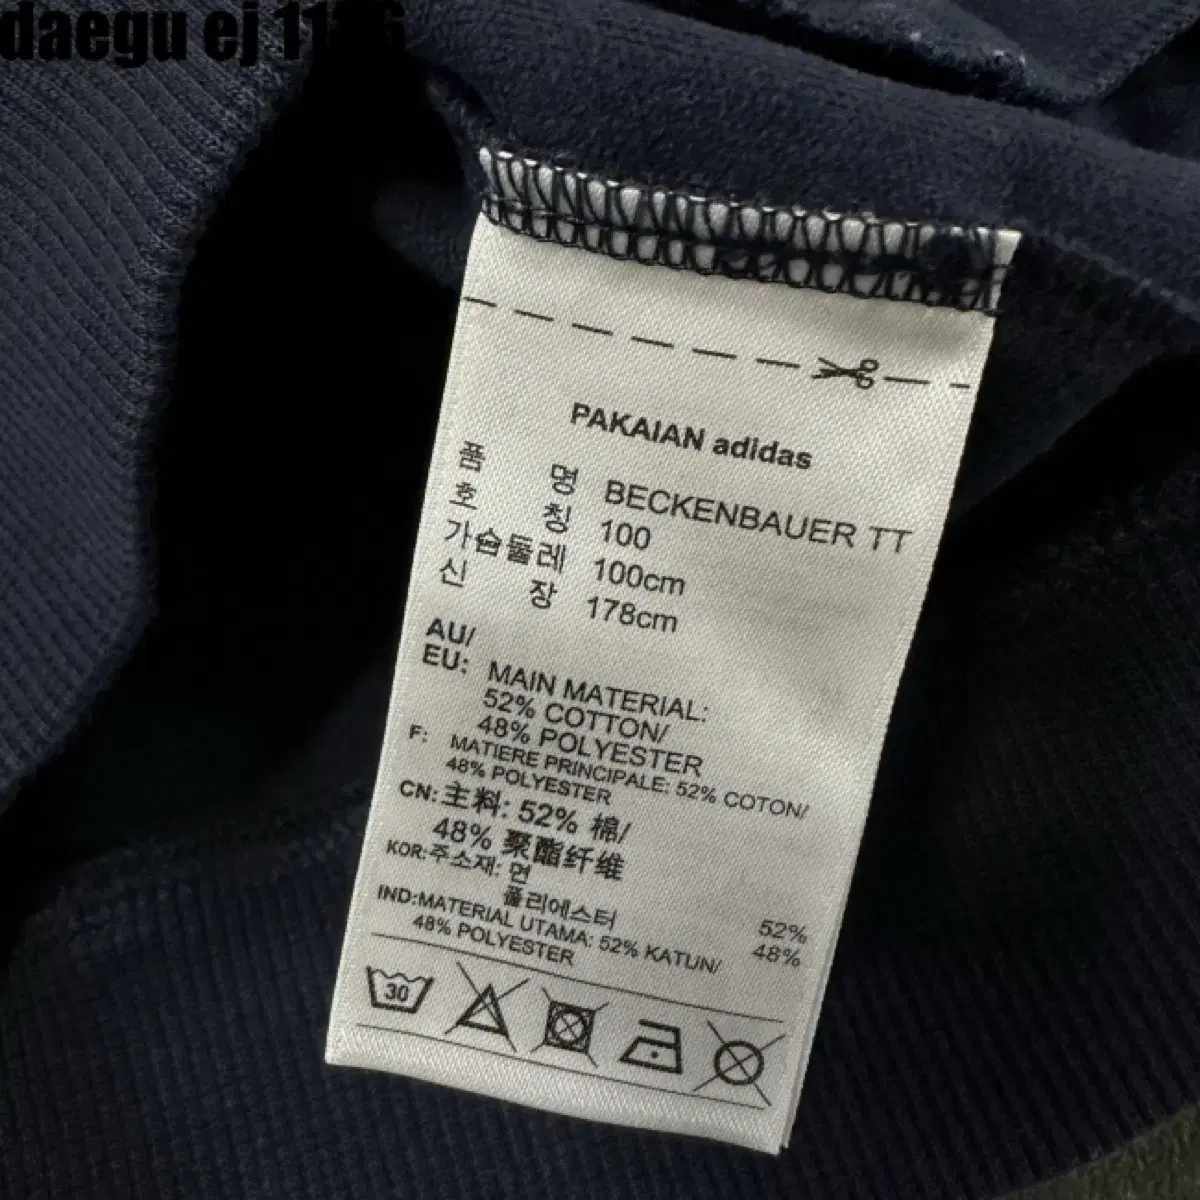 daegu ej 1126
PAKAIAN adidas
품 명 BECKENBAUER TT
호 칭 100
가슴둘레 100cm
신 장 178cm
AU/
EU: MAIN MATERIAL:
52% COTTON/
48% POLYESTER
F: MATIERE PRINCIPALE: 52% COTON/
48% POLYESTER
CN: 主料: 52% 棉/
48% 聚酯纤维
KOR:주소재: 면 52%
폴리에스터 48%
IND:MATERIAL UTAMA: 52% KATUN/
48% POLYESTER
30